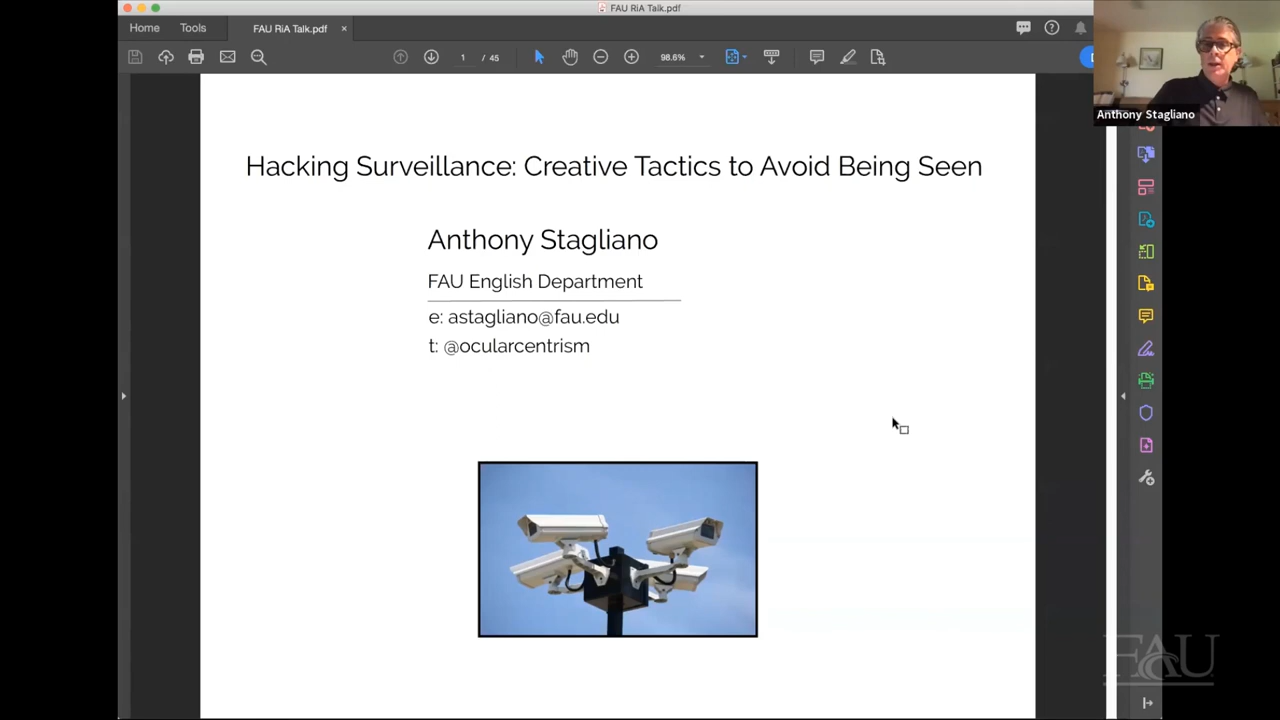 FAU RiA Talk.pdf
Home
Tools
FAU RiA Talk.pdf
1 / 45
98.6%
Anthony Stagliano
Hacking Surveillance: Creative Tactics to Avoid Being Seen
Anthony Stagliano
FAU English Department
e: astagliano@fau.edu
t: @ocularcentrism
FAU